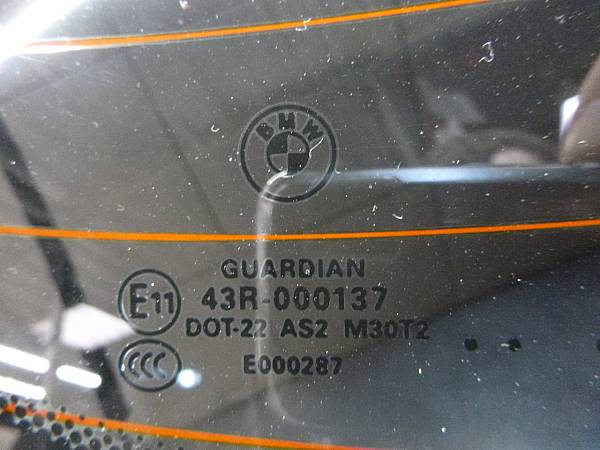 BMW
GUARDIAN
E11 43R-000137
DOT-22 AS2 M30T2
CCC E000287